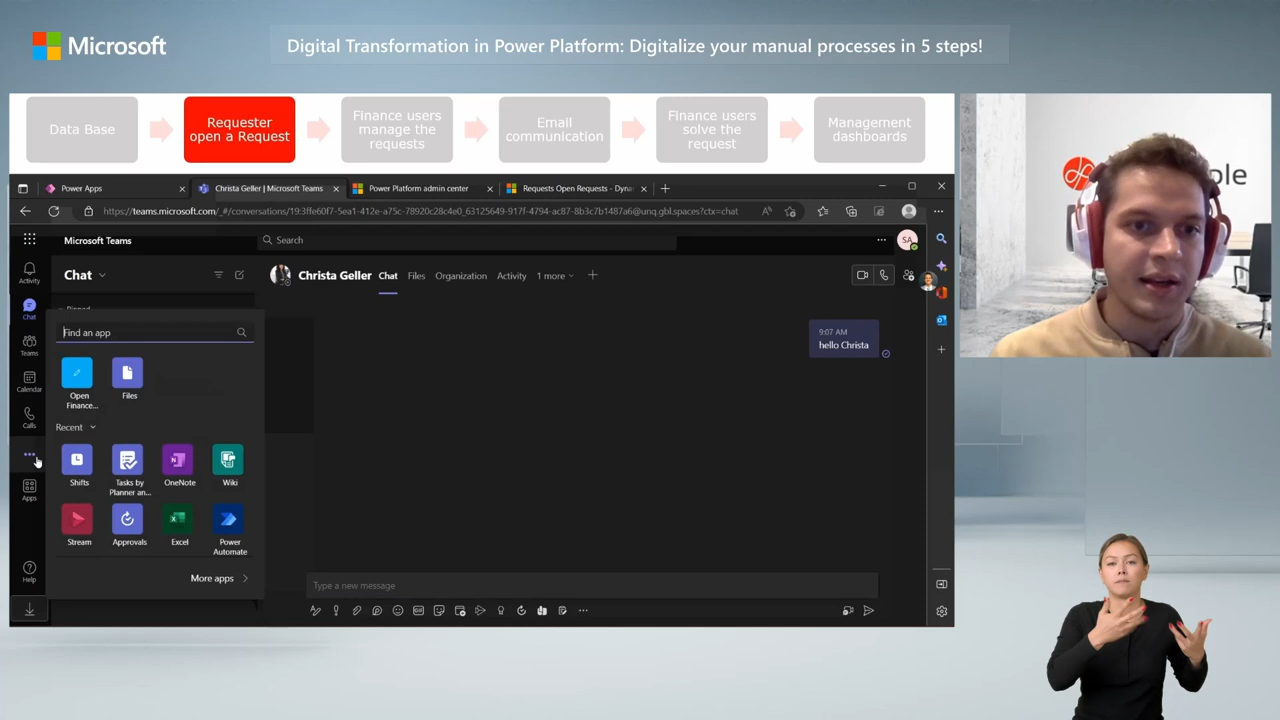 Microsoft
Digital Transformation in Power Platform: Digitalize your manual processes in 5 steps!
Data Base
Requester
open a Request
Finance users
manage the
requests
Email
communication
Finance users
solve the
request
Management
dashboards
Power Apps
Christa Geller | Microsoft Teams
Power Platform admin center
Requests Open Requests - Dyna
https://teams.microsoft.com/_#/conversations/19:3ffe60f7-5ea1-412e-a75c-78920c28c4e0_63125649-917f-4794-ac87-8b3c7b1487a6@unq.gbl.spaces?ctx=chat
Microsoft Teams
Search
SA
Activity
Chat
Teams
Calendar
Calls
Apps
Help
Chat
Christa Geller
Chat
Files
Organization
Activity
1 more
Find an app
Open
Finance...
Files
Recent
Shifts
Tasks by
Planner an...
OneNote
Wiki
Stream
Approvals
Excel
Power
Automate
More apps
9:07 AM
hello Christa
Type a new message